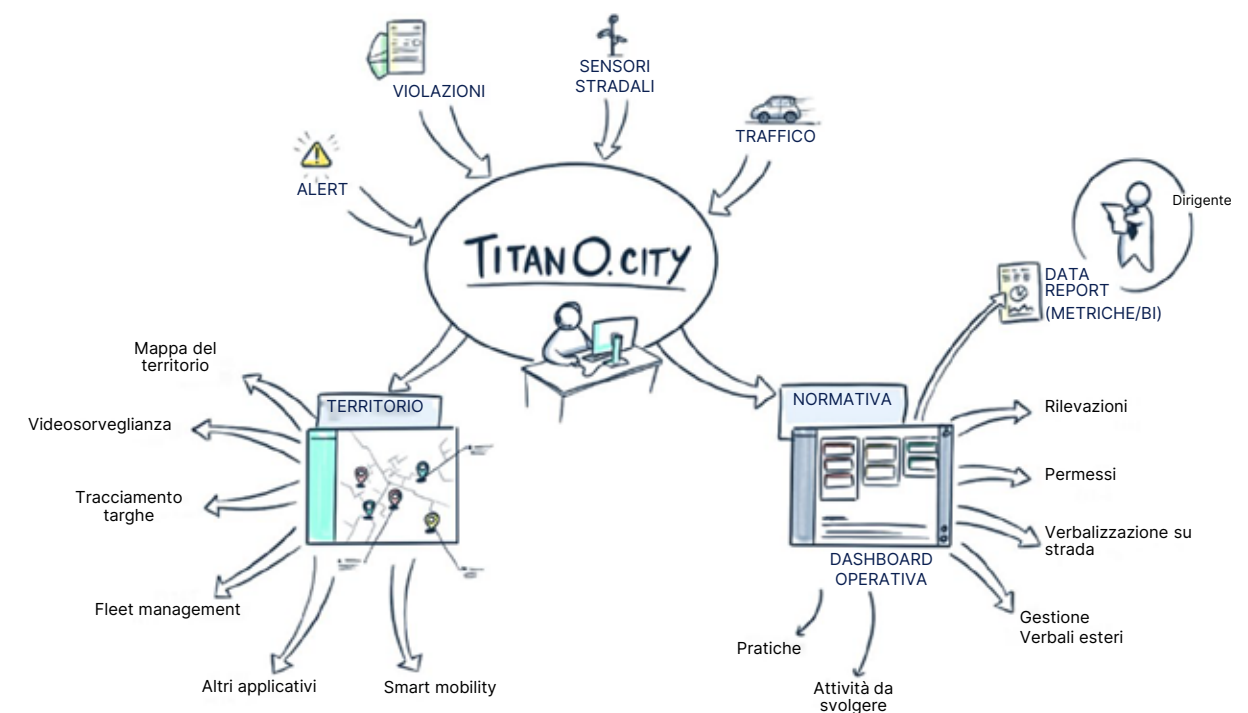 VIOLAZIONI
SENSORI
STRADALI
TRAFFICO
ALERT
TITANO.CITY
Dirigente
DATA
REPORT
(METRICHE/BI)
Mappa del
territorio
Videosorveglianza
Tracciamento
targhe
Fleet management
Altri applicativi
Smart mobility
TERRITORIO
NORMATIVA
Rilevazioni
Permessi
Verbalizzazione su
strada
Gestione
Verbali esteri
DASHBOARD
OPERATIVA
Pratiche
Attività da
svolgere